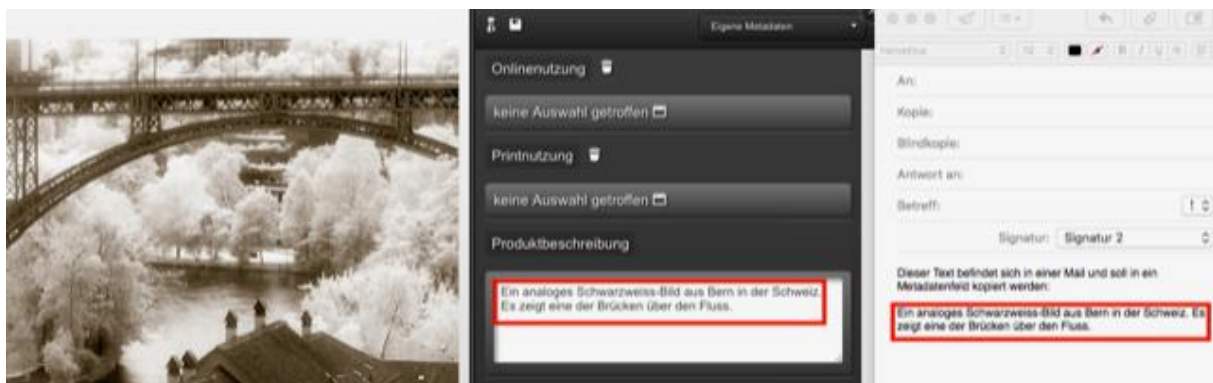 Eigene Metadaten
Onlinenutzung
keine Auswahl getroffen
Printnutzung
keine Auswahl getroffen
Produktbeschreibung
Ein analoges Schwarzweiss-Bild aus Bern in der Schweiz.
Es zeigt eine der Brücken über den Fluss.
Helvetica
12
B I U
An:
Kopie:
Blindkopie:
Antwort an:
Betreff:
Signatur: Signatur 2
Dieser Text befindet sich in einer Mail und soll in ein
Metadatenfeld kopiert werden:
Ein analoges Schwarzweiss-Bild aus Bern in der Schweiz. Es
zeigt eine der Brücken über den Fluss.